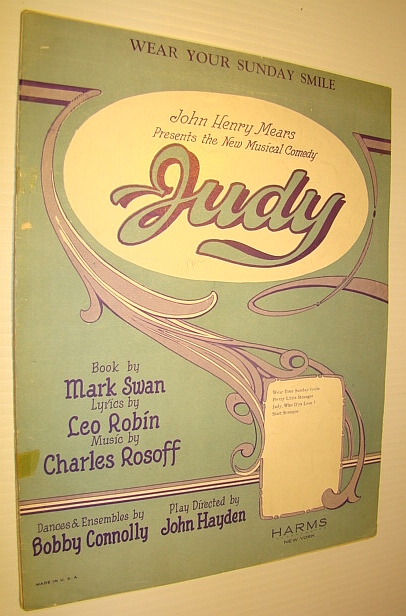 WEAR YOUR SUNDAY SMILE
John Henry Mears
Presents the New Musical Comedy
Judy
Book by
Mark Swan
Lyrics by
Leo Robin
Music by
Charles Rosoff
Wear Your Sunday Smile
Pretty Little Stranger
Judy, Who D'ye Love?
Start Stompin
Dances & Ensembles by
Bobby Connolly
Play Directed by
John Hayden
HARMS
NEW YORK
MADE IN U.S.A.